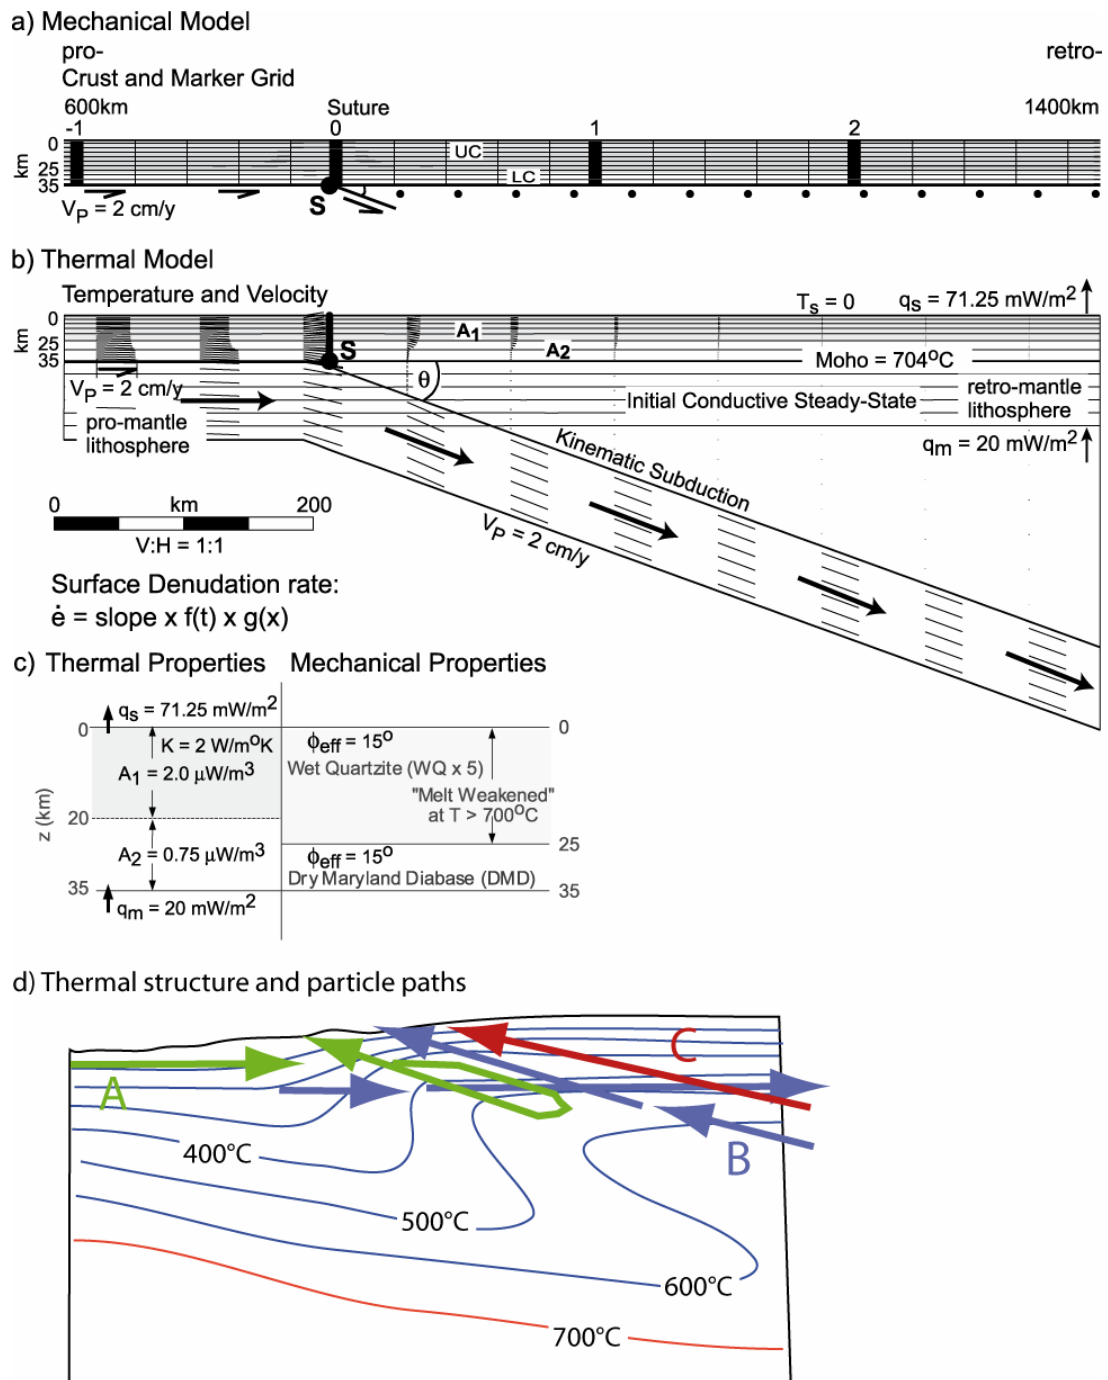 a) Mechanical Model
pro-
retro-
Crust and Marker Grid
600km
Suture
1400km
-1
0
1
2
0
25
35
km
UC
LC
S
VP = 2 cm/y
b) Thermal Model
Temperature and Velocity
Ts = 0
qs = 71.25 mW/m2
0
25
35
km
A1
A2
S
Moho = 704oC
VP = 2 cm/y
θ
pro-mantle
lithosphere
Initial Conductive Steady-State
retro-mantle
lithosphere
qm = 20 mW/m2
Kinematic Subduction
VP = 2 cm/y
0 km 200
V:H = 1:1
Surface Denudation rate:
ė = slope x f(t) x g(x)
c) Thermal Properties
Mechanical Properties
qs = 71.25 mW/m2
0
K = 2 W/moK
A1 = 2.0 μW/m3
20
z (km)
A2 = 0.75 μW/m3
35
qm = 20 mW/m2
0
ϕeff = 15o
Wet Quartzite (WQ x 5)
"Melt Weakened"
at T > 700oC
25
ϕeff = 15o
Dry Maryland Diabase (DMD)
35
d) Thermal structure and particle paths
A
C
B
400°C
500°C
600°C
700°C